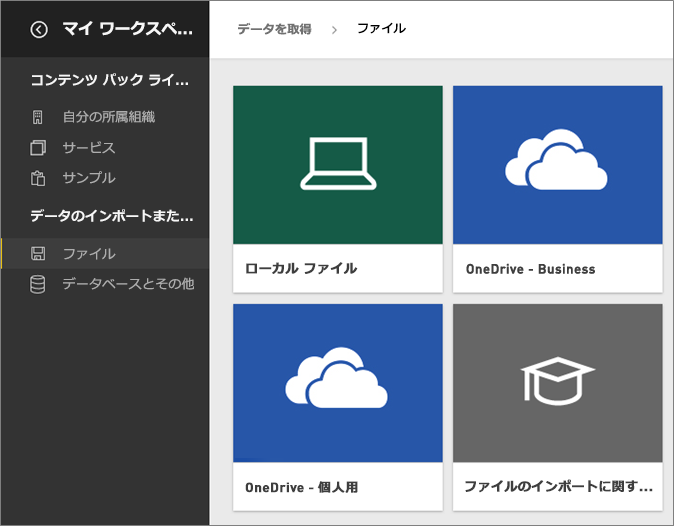 マイ ワークスペ...
データを取得 > ファイル
コンテンツ パック ライ...
自分の所属組織
サービス
サンプル
データのインポートまた...
ファイル
データベースとその他
ローカル ファイル
OneDrive - Business
OneDrive - 個人用
ファイルのインポートに関す...